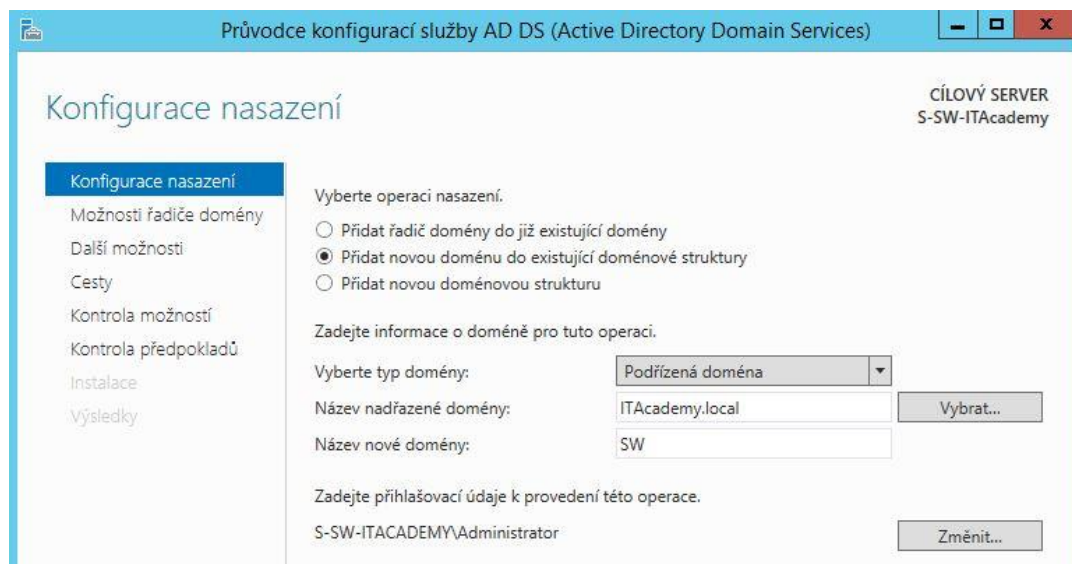 Průvodce konfigurací služby AD DS (Active Directory Domain Services)
Konfigurace nasazení
CÍLOVÝ SERVER
S-SW-ITAcademy
Konfigurace nasazení
Možnosti řadiče domény
Další možnosti
Cesty
Kontrola možností
Kontrola předpokladů
Instalace
Výsledky
Vyberte operaci nasazení.
Přidat řadič domény do již existující domény
Přidat novou doménu do existující doménové struktury
Přidat novou doménovou strukturu
Zadejte informace o doméně pro tuto operaci.
Vyberte typ domény: Podřízená doména
Název nadřazené domény: ITAcademy.local Vybrat...
Název nové domény: SW
Zadejte přihlašovací údaje k provedení této operace.
S-SW-ITACADEMY\Administrator Změnit...